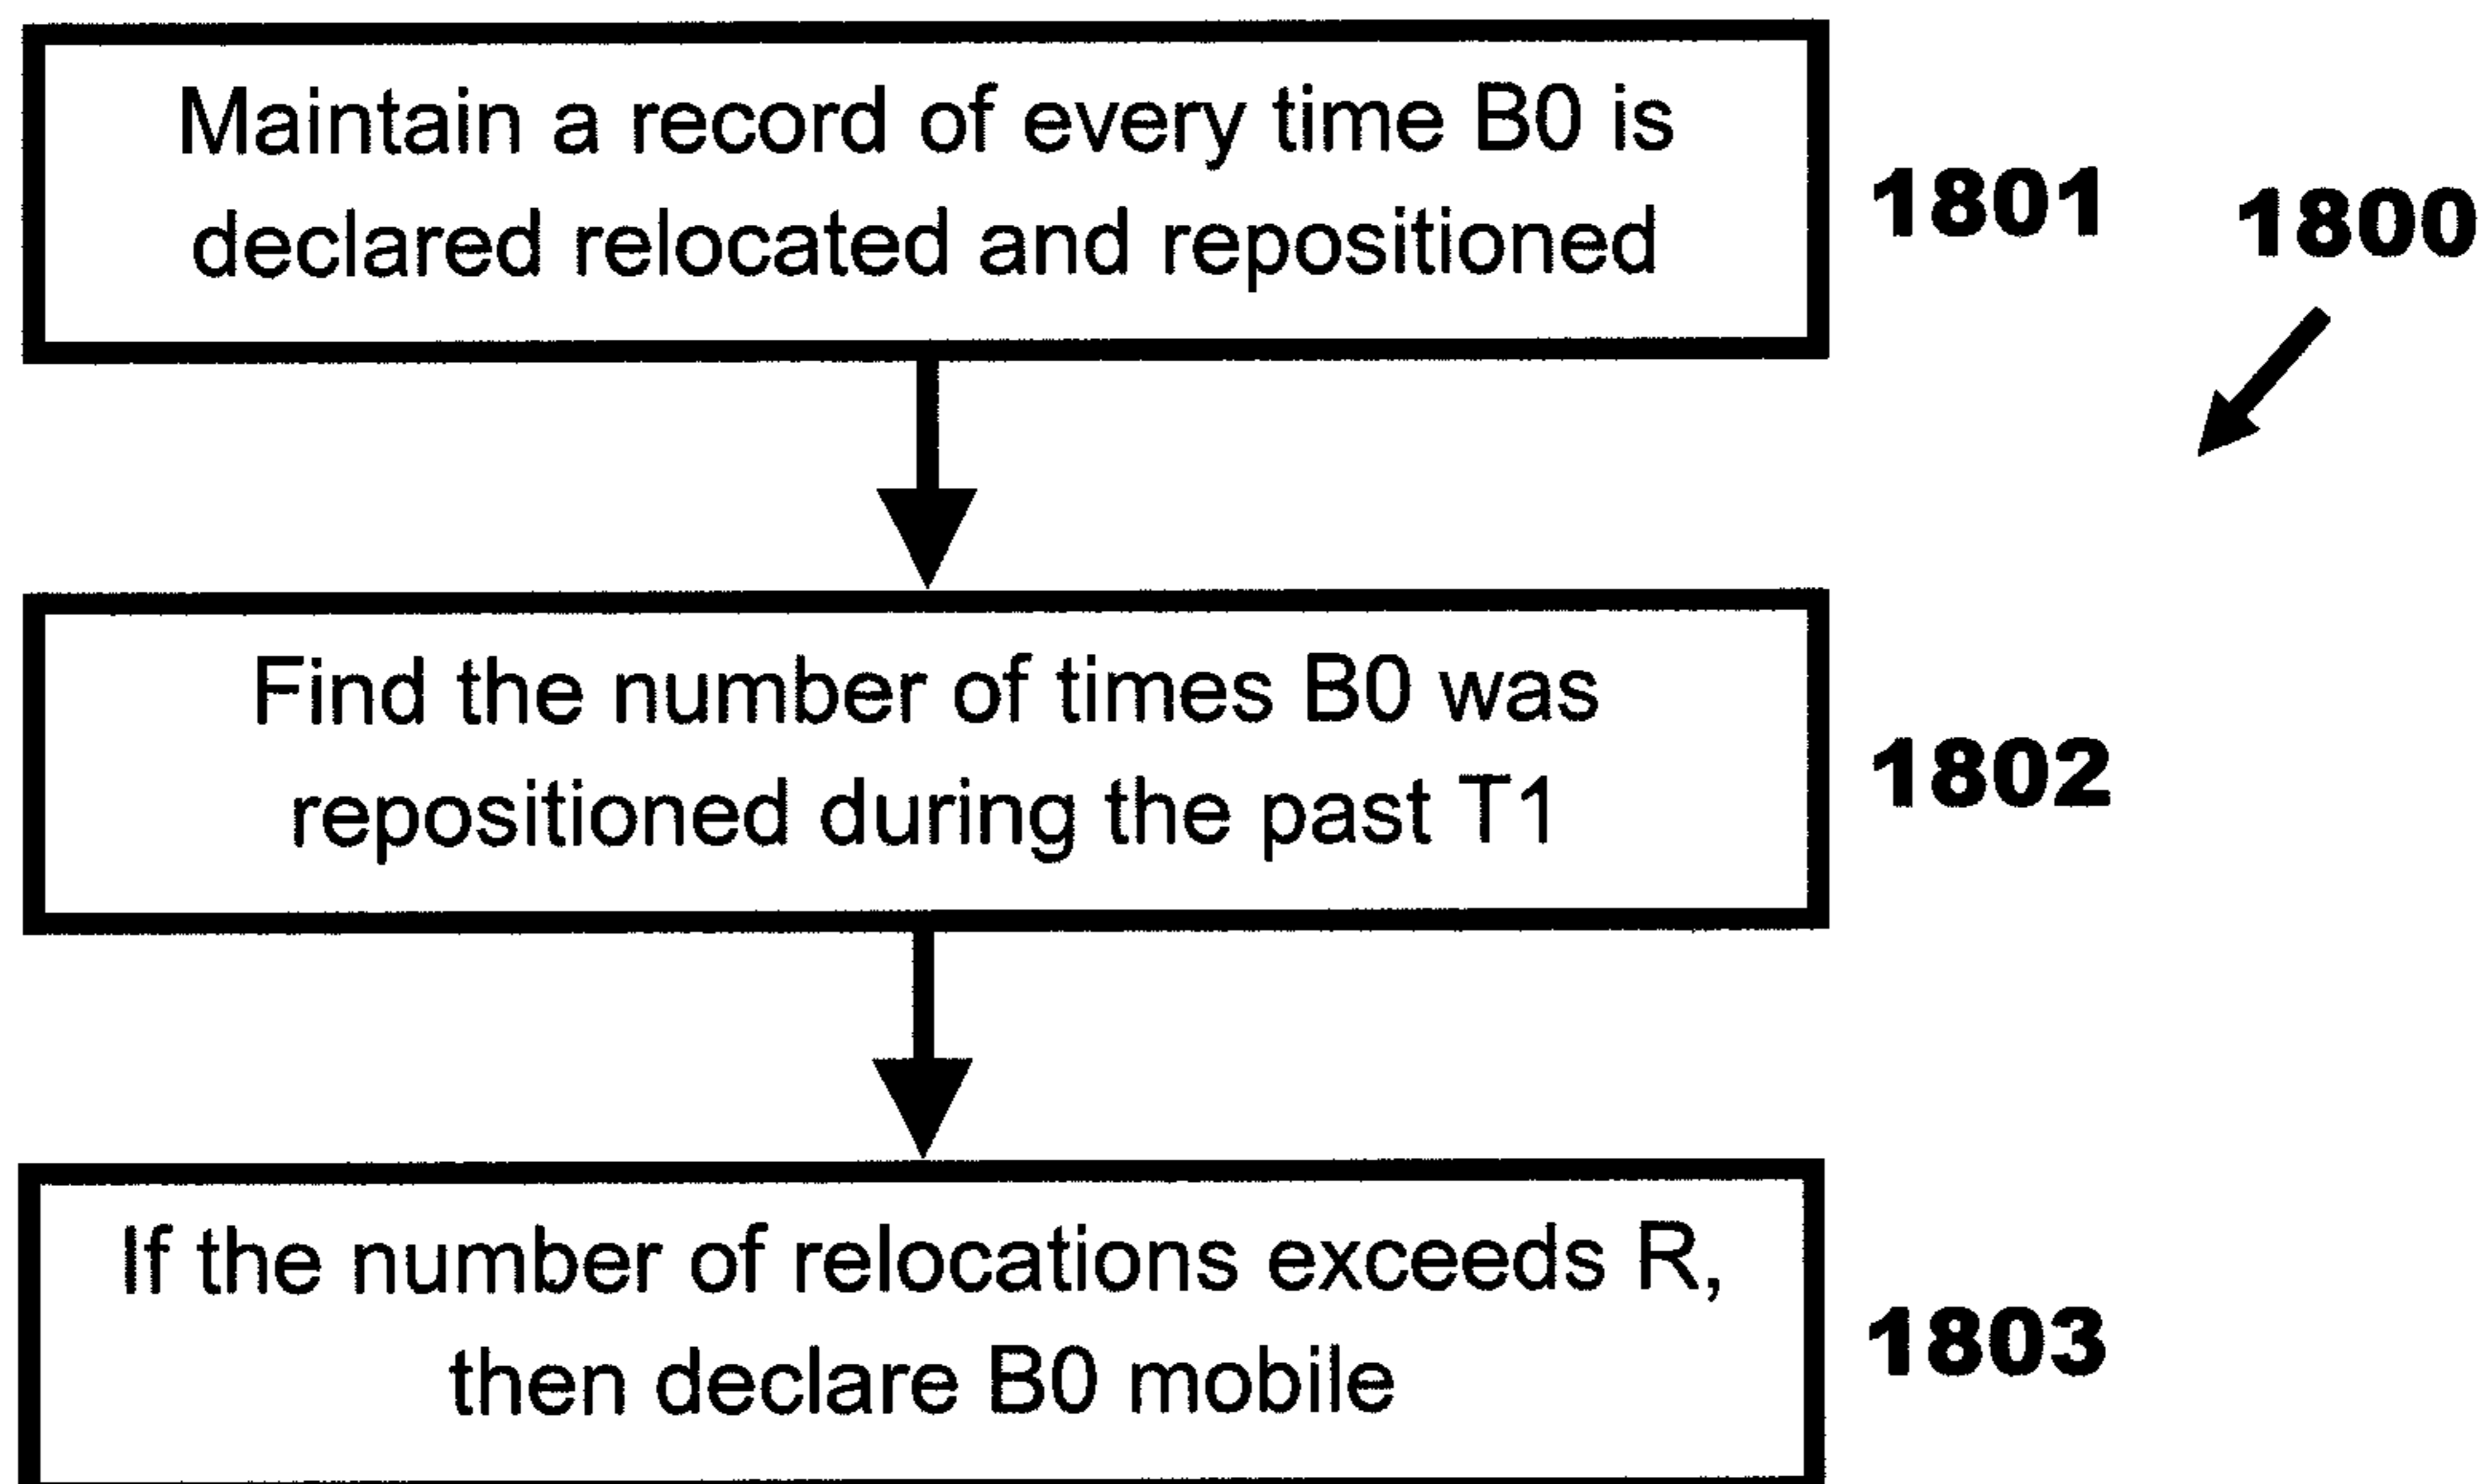 Maintain a record of every time B0 is
declared relocated and repositioned
1801
1800
Find the number of times B0 was
repositioned during the past T1
1802
If the number of relocations exceeds R,
then declare B0 mobile
1803